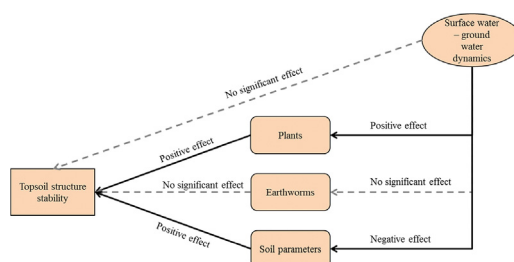 Surface water
– ground
water
dynamics
No significant effect
Plants
Positive effect
Positive effect
Topsoil structure
stability
No significant effect
Earthworms
No significant effect
Positive effect
Soil parameters
Negative effect